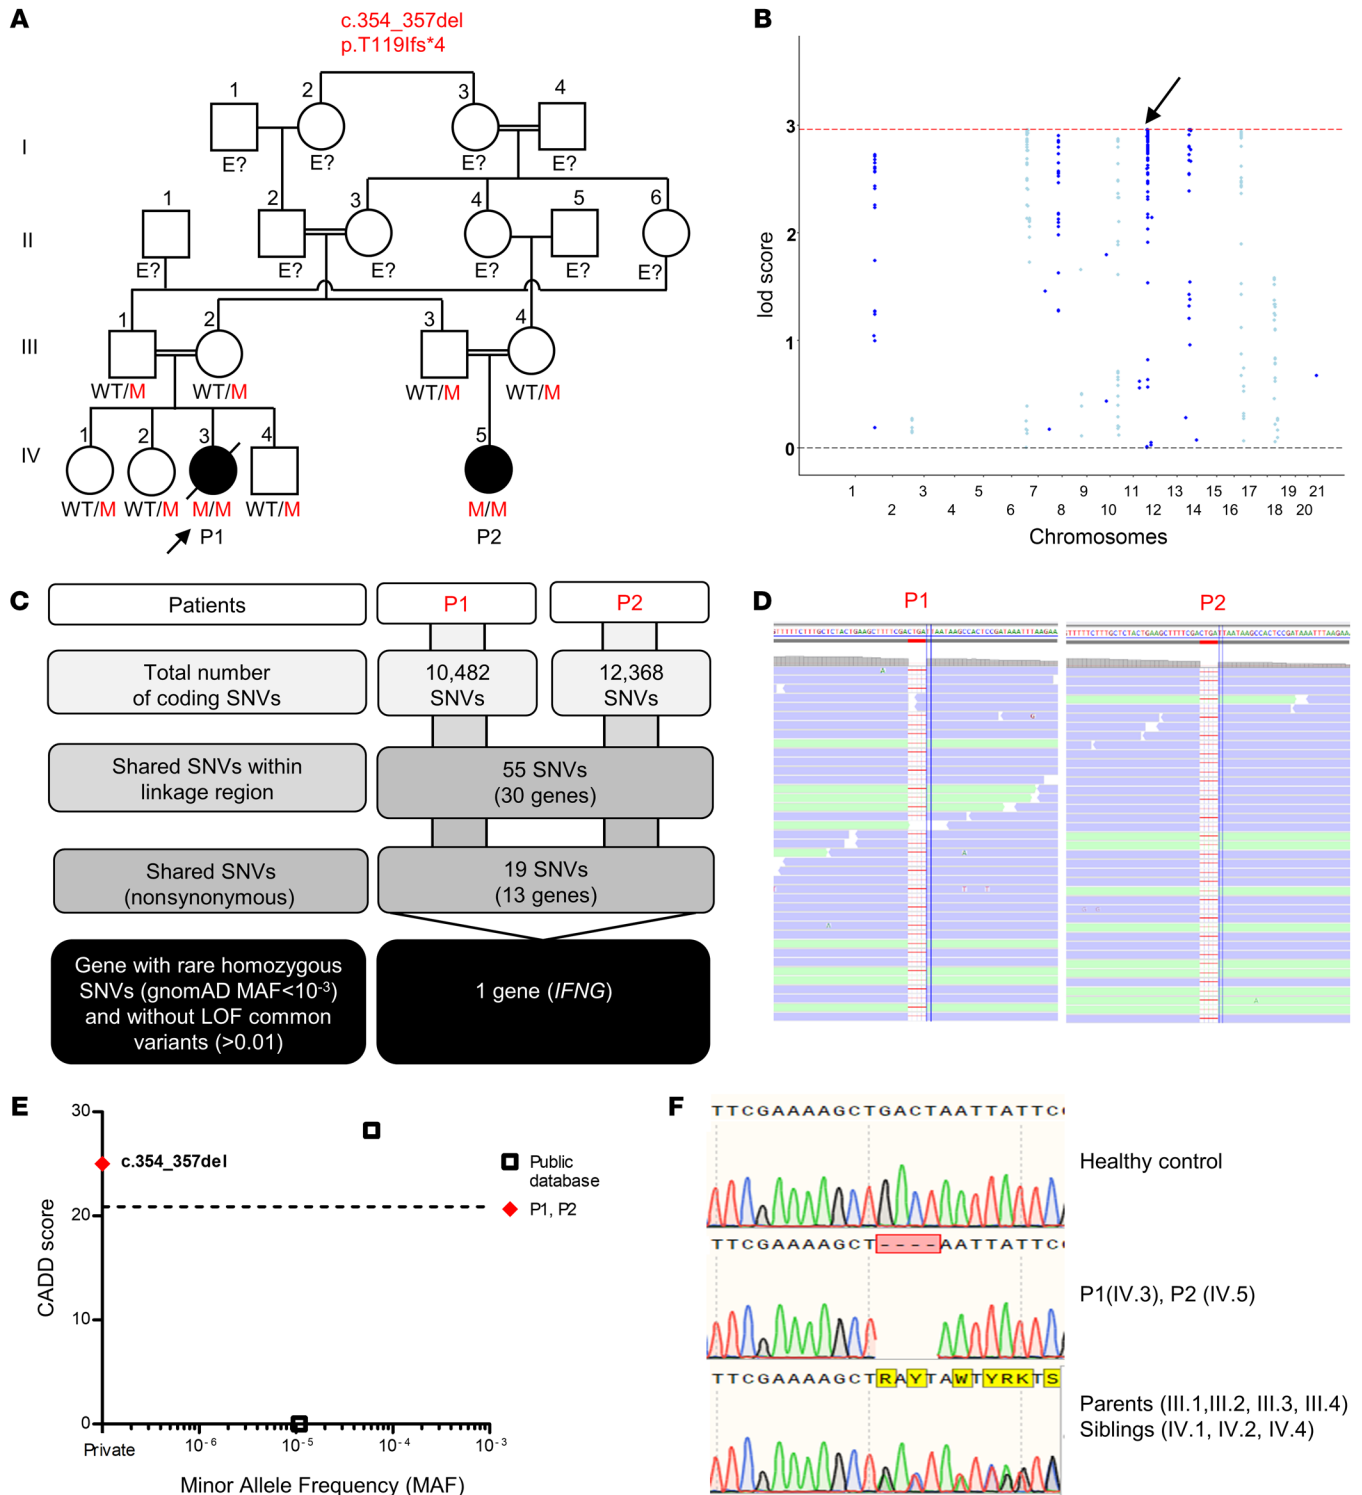 A
c.354_357del
p.T119Ifs*4
1
2
3
4
I
E?
E?
E?
E?
1
2
3
4
5
6
II
E?
E?
E?
E?
E?
E?
1
2
3
4
III
WT/M
WT/M
WT/M
WT/M
1
2
3
4
5
IV
WT/M
WT/M
M/M
WT/M
M/M
P1
P2
B
3
2
1
0
lod score
1
3
5
7
9
11
13
15
17
19
21
2
4
6
8
10
12
14
16
18
20
Chromosomes
C
Patients
P1
P2
Total number
of coding SNVs
10,482
SNVs
12,368
SNVs
Shared SNVs within
linkage region
55 SNVs
(30 genes)
Shared SNVs
(nonsynonymous)
19 SNVs
(13 genes)
Gene with rare homozygous
SNVs (gnomAD MAF<10-3)
and without LOF common
variants (>0.01)
1 gene (IFNG)
D
P1
P2
E
30
20
10
0
CADD score
c.354_357del
Public
database
P1, P2
Private
10-6
10-5
10-4
10-3
Minor Allele Frequency (MAF)
F
TTCGAAAAGCTGACTAATTATTC
Healthy control
TTCGAAAAGCT----AATTATTC
P1(IV.3), P2 (IV.5)
TTCGAAAAGCTRAYTAWTYRKTS
Parents (III.1,III.2, III.3, III.4)
Siblings (IV.1, IV.2, IV.4)